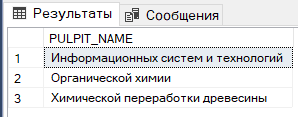 Результаты Сообщения
PULPIT_NAME
1 Информационных систем и технологий
2 Органической химии
3 Химической переработки древесины